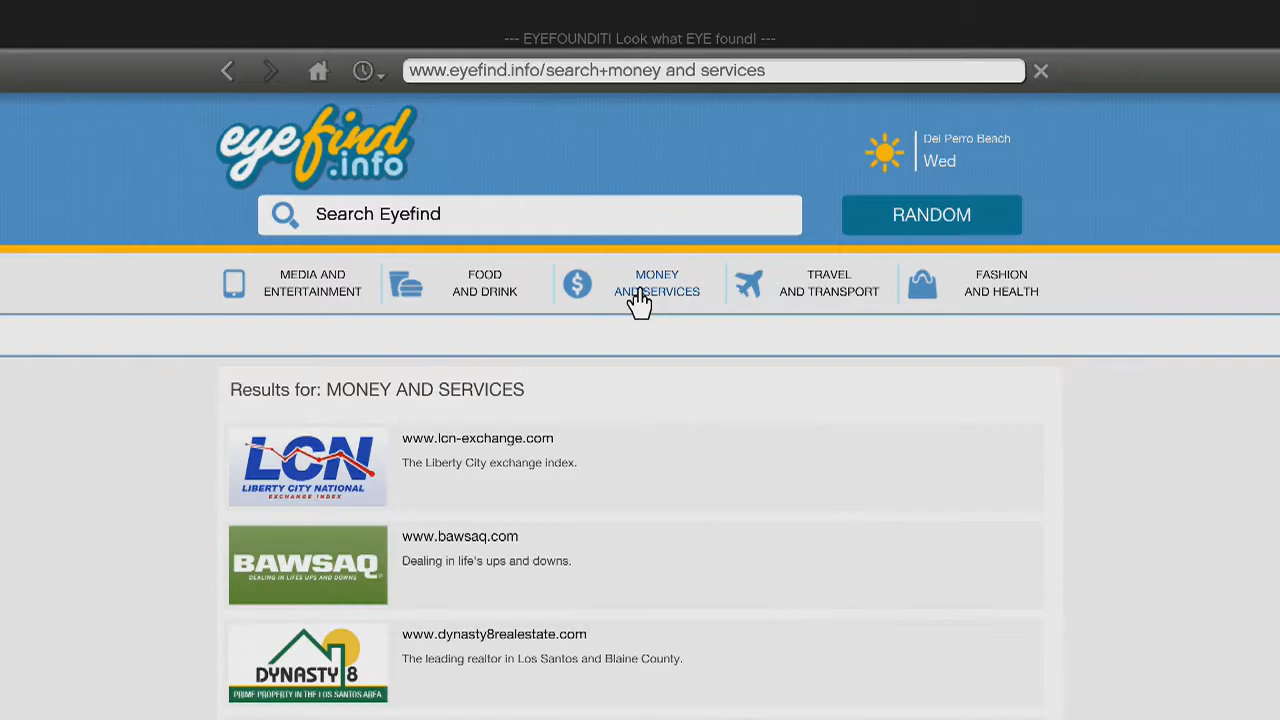 --- EYEFOUNDIT! Look what EYE found! ---
www.eyefind.info/search+money and services
eyefind
.info
Del Perro Beach
Wed
Search Eyefind
RANDOM
MEDIA AND
ENTERTAINMENT
FOOD
AND DRINK
MONEY
AND SERVICES
TRAVEL
AND TRANSPORT
FASHION
AND HEALTH
Results for: MONEY AND SERVICES
LCN
LIBERTY CITY NATIONAL
EXCHANGE INDEX
www.lcn-exchange.com
The Liberty City exchange index.
BAWSAQ
DEALING IN LIFES UPS AND DOWNS
www.bawsaq.com
Dealing in life's ups and downs.
DYNASTY 8
PRIME PROPERTY IN THE LOS SANTOS AREA
www.dynasty8realestate.com
The leading realtor in Los Santos and Blaine County.